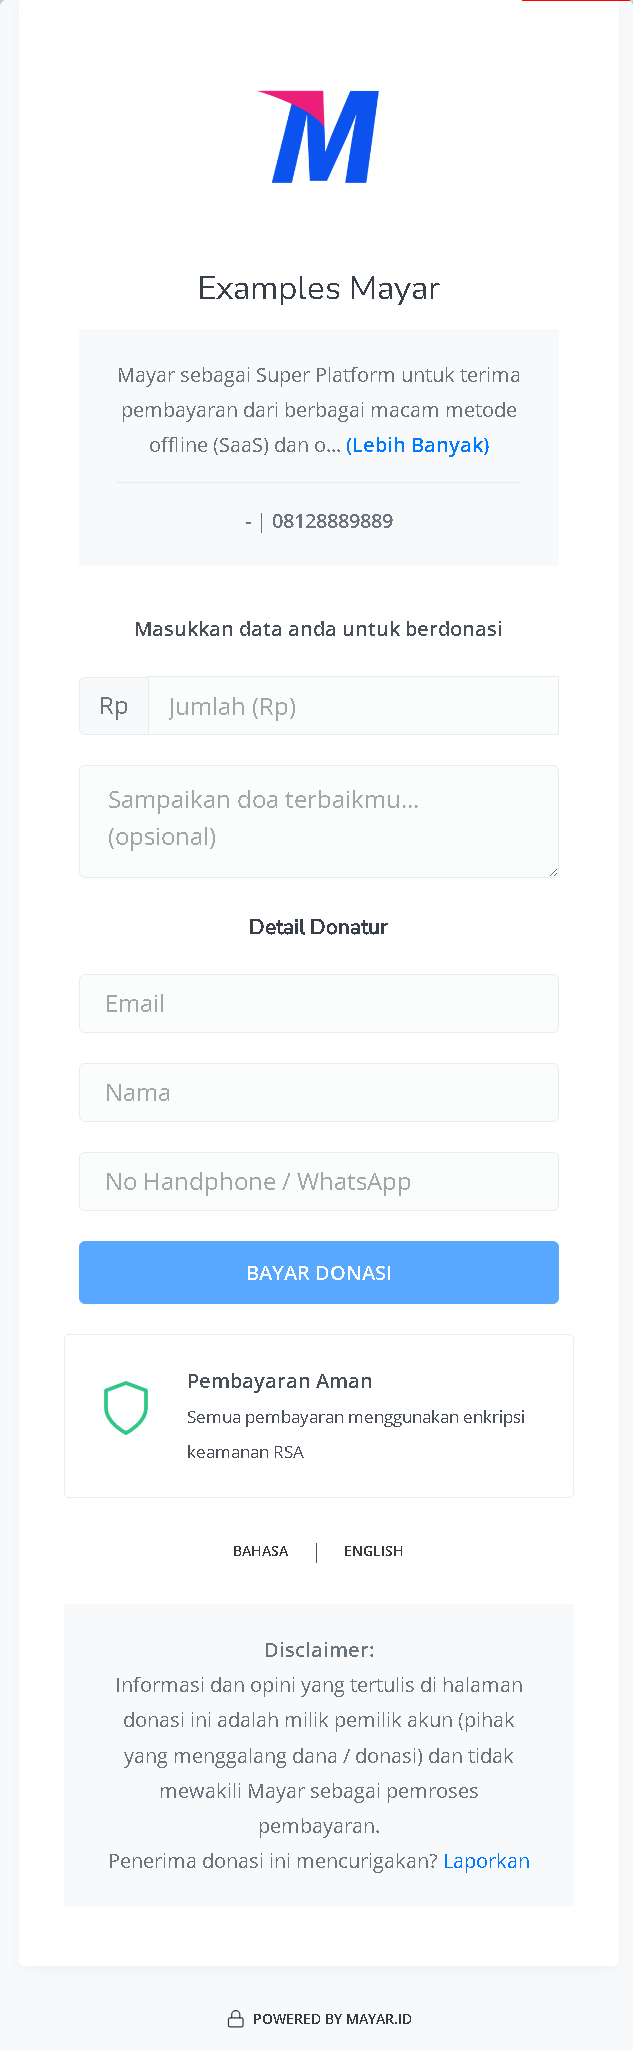 M
Examples Mayar
Mayar sebagai Super Platform untuk terima
pembayaran dari berbagai macam metode
offline (SaaS) dan o... (Lebih Banyak)
- | 08128889889
Masukkan data anda untuk berdonasi
Rp Jumlah (Rp)
Sampaikan doa terbaikmu...
(opsional)
Detail Donatur
Email
Nama
No Handphone / WhatsApp
BAYAR DONASI
Pembayaran Aman
Semua pembayaran menggunakan enkripsi
keamanan RSA
BAHASA | ENGLISH
Disclaimer:
Informasi dan opini yang tertulis di halaman
donasi ini adalah milik pemilik akun (pihak
yang menggalang dana / donasi) dan tidak
mewakili Mayar sebagai pemroses
pembayaran.
Penerima donasi ini mencurigakan? Laporkan
POWERED BY MAYAR.ID